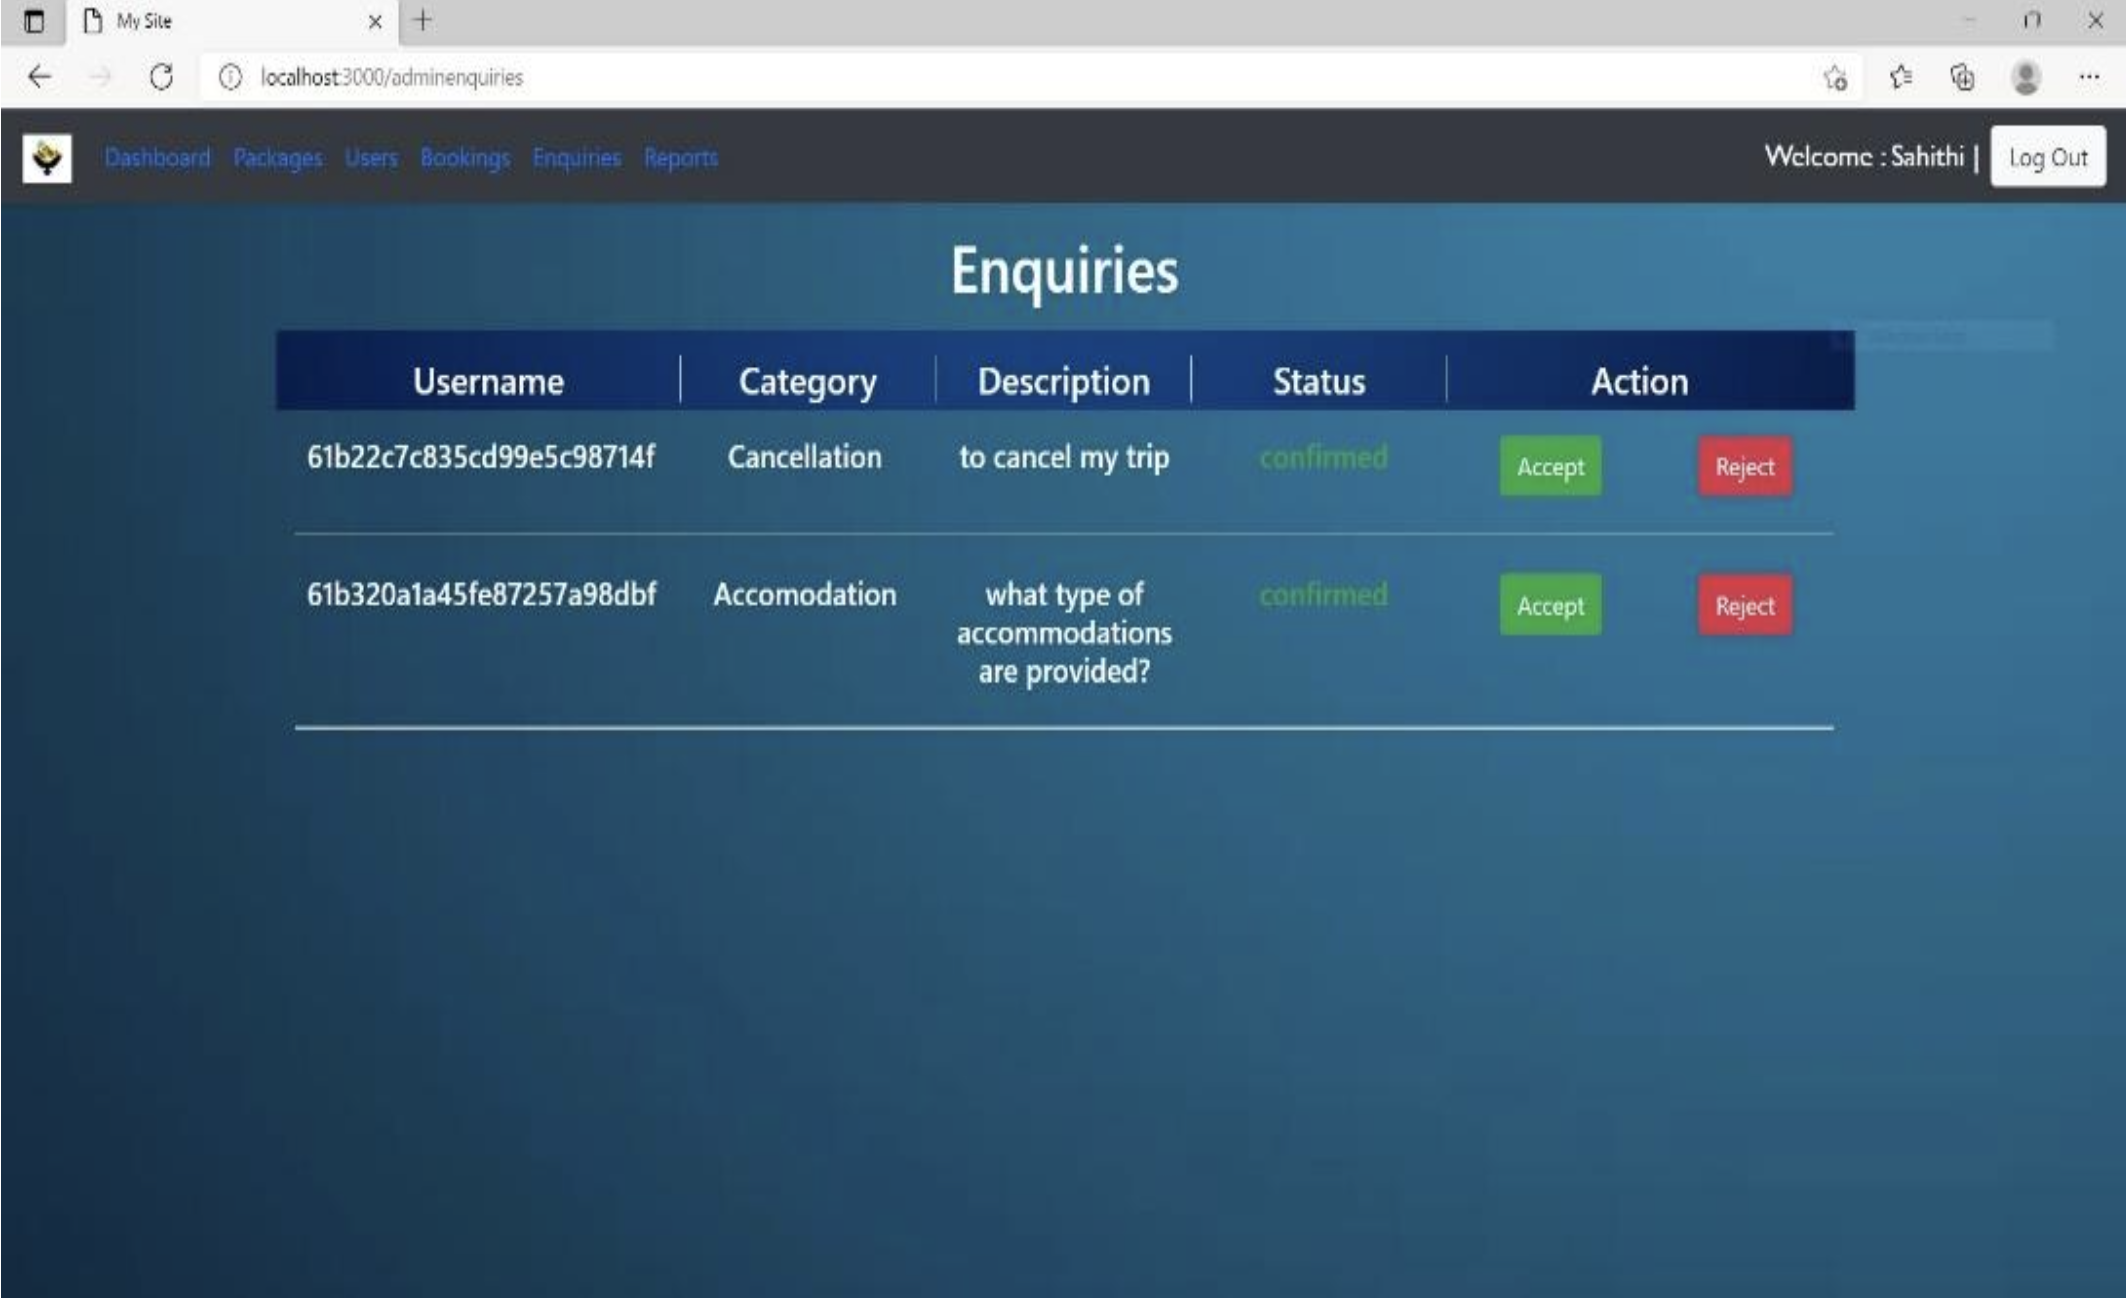 My Site
localhost:3000/adminenquiries
Dashboard Packages Users Bookings Enquiries Reports
Welcome : Sahithi | Log Out
Enquiries
Username Category Description Status Action
61b22c7c835cd99e5c98714f Cancellation to cancel my trip confirmed Accept Reject
61b320a1a45fe87257a98dbf Accomodation what type of confirmed Accept Reject
accommodations
are provided?